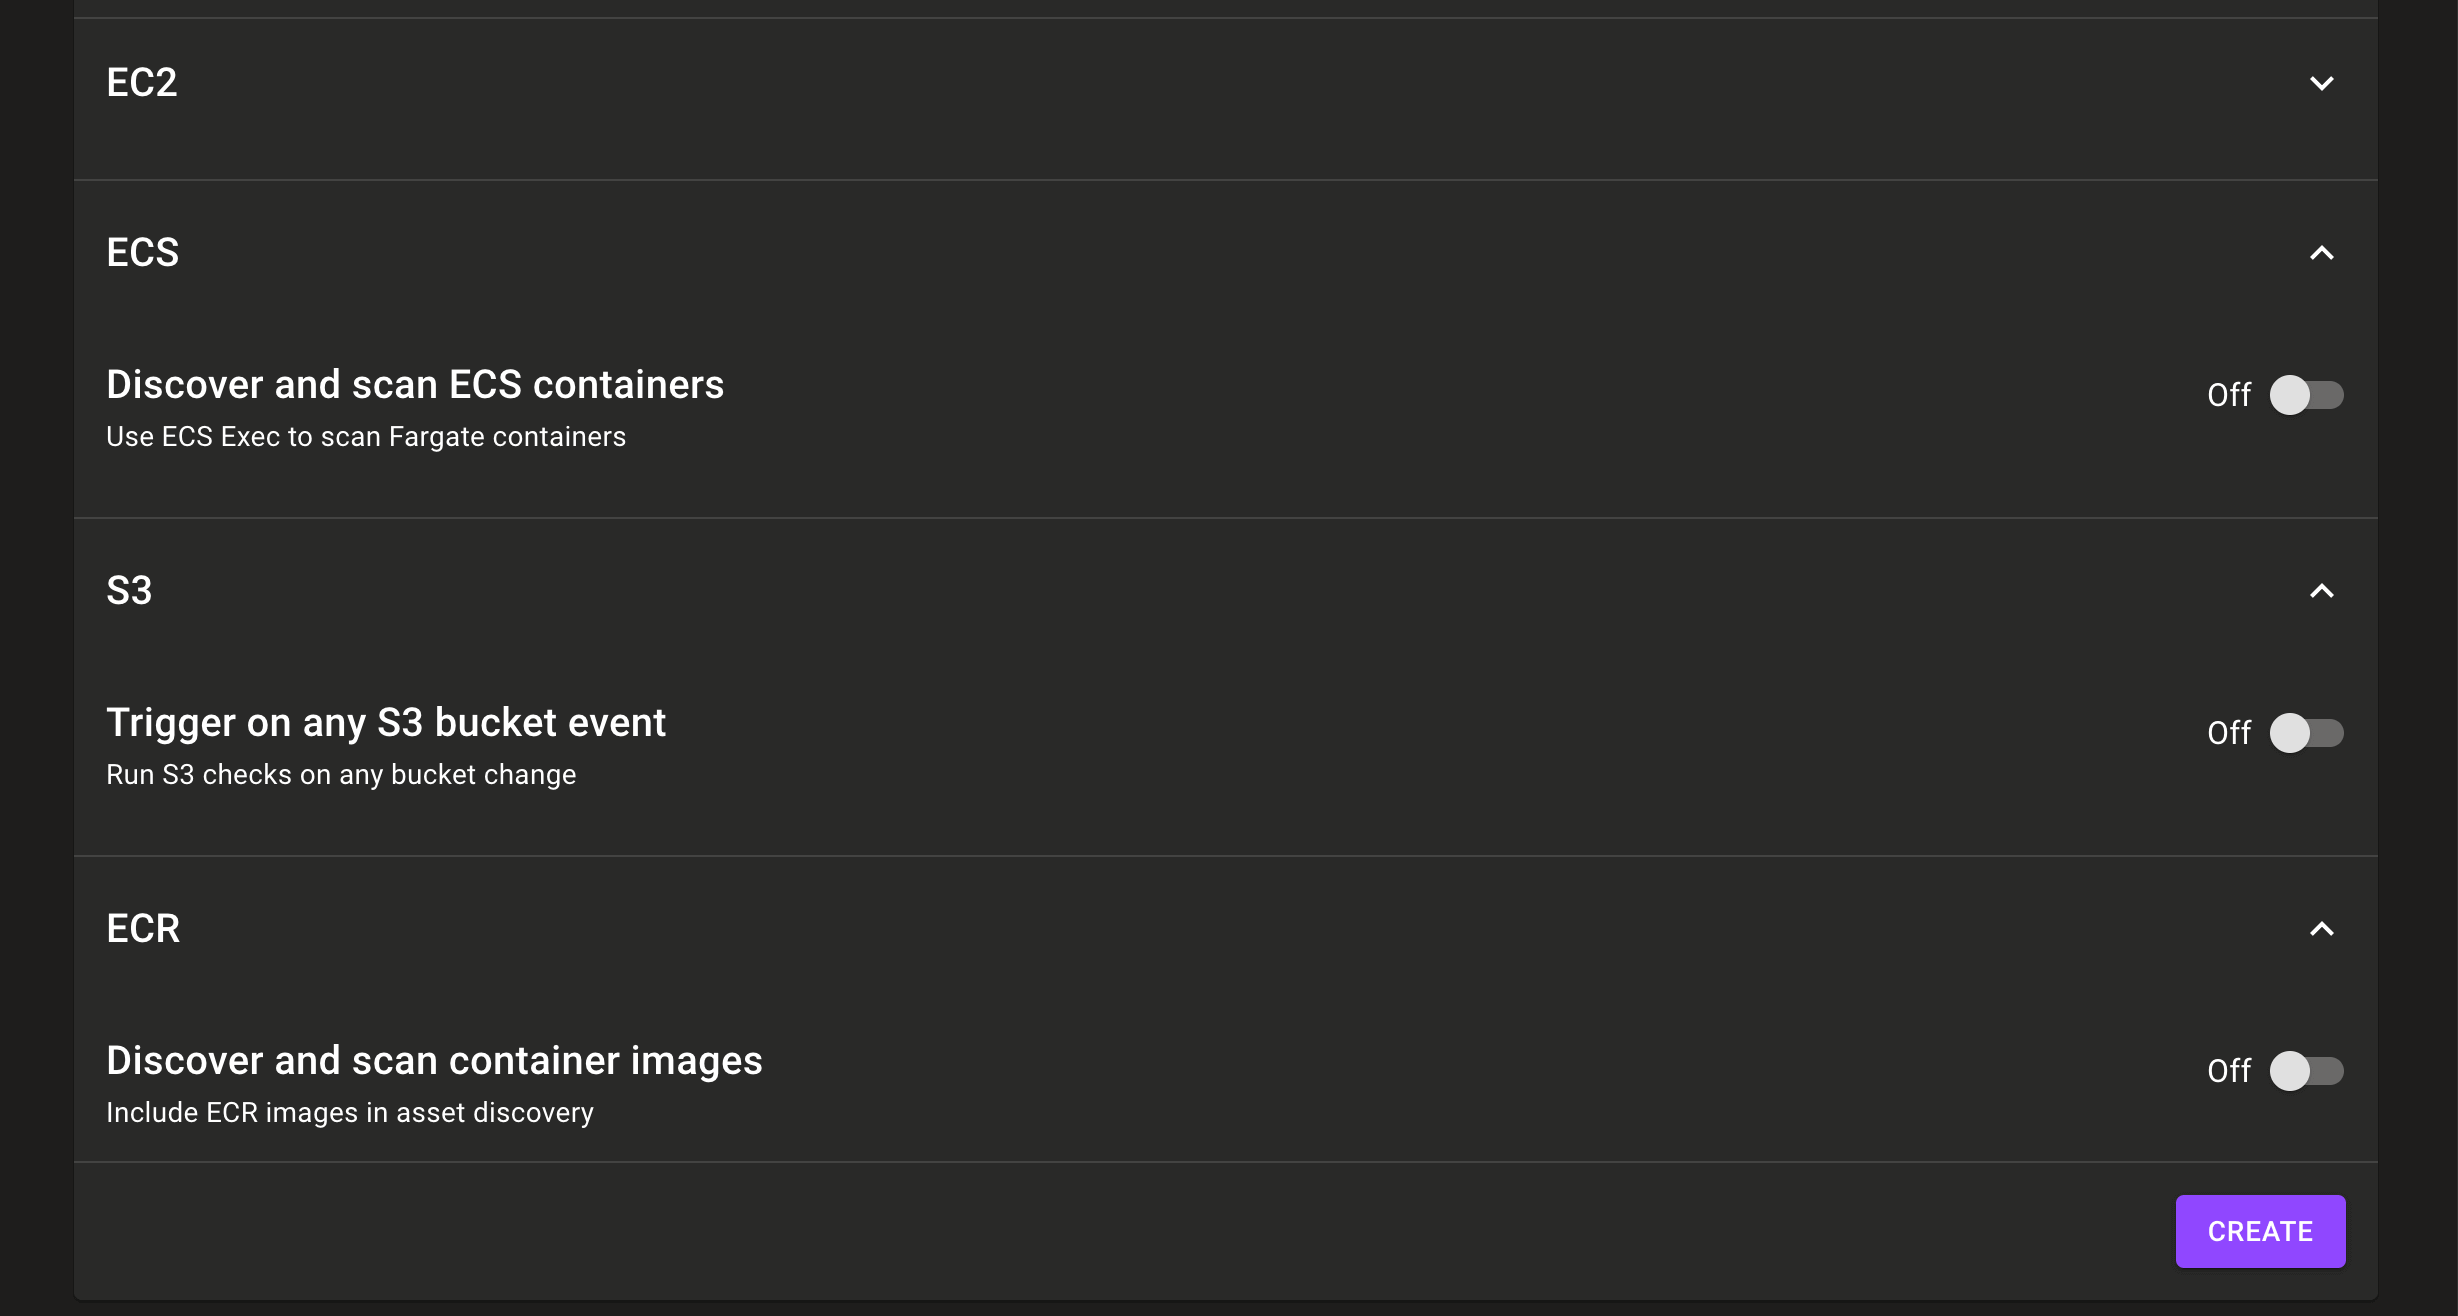 EC2
ECS
Discover and scan ECS containers
Off
Use ECS Exec to scan Fargate containers
S3
Trigger on any S3 bucket event
Off
Run S3 checks on any bucket change
ECR
Discover and scan container images
Off
Include ECR images in asset discovery
CREATE